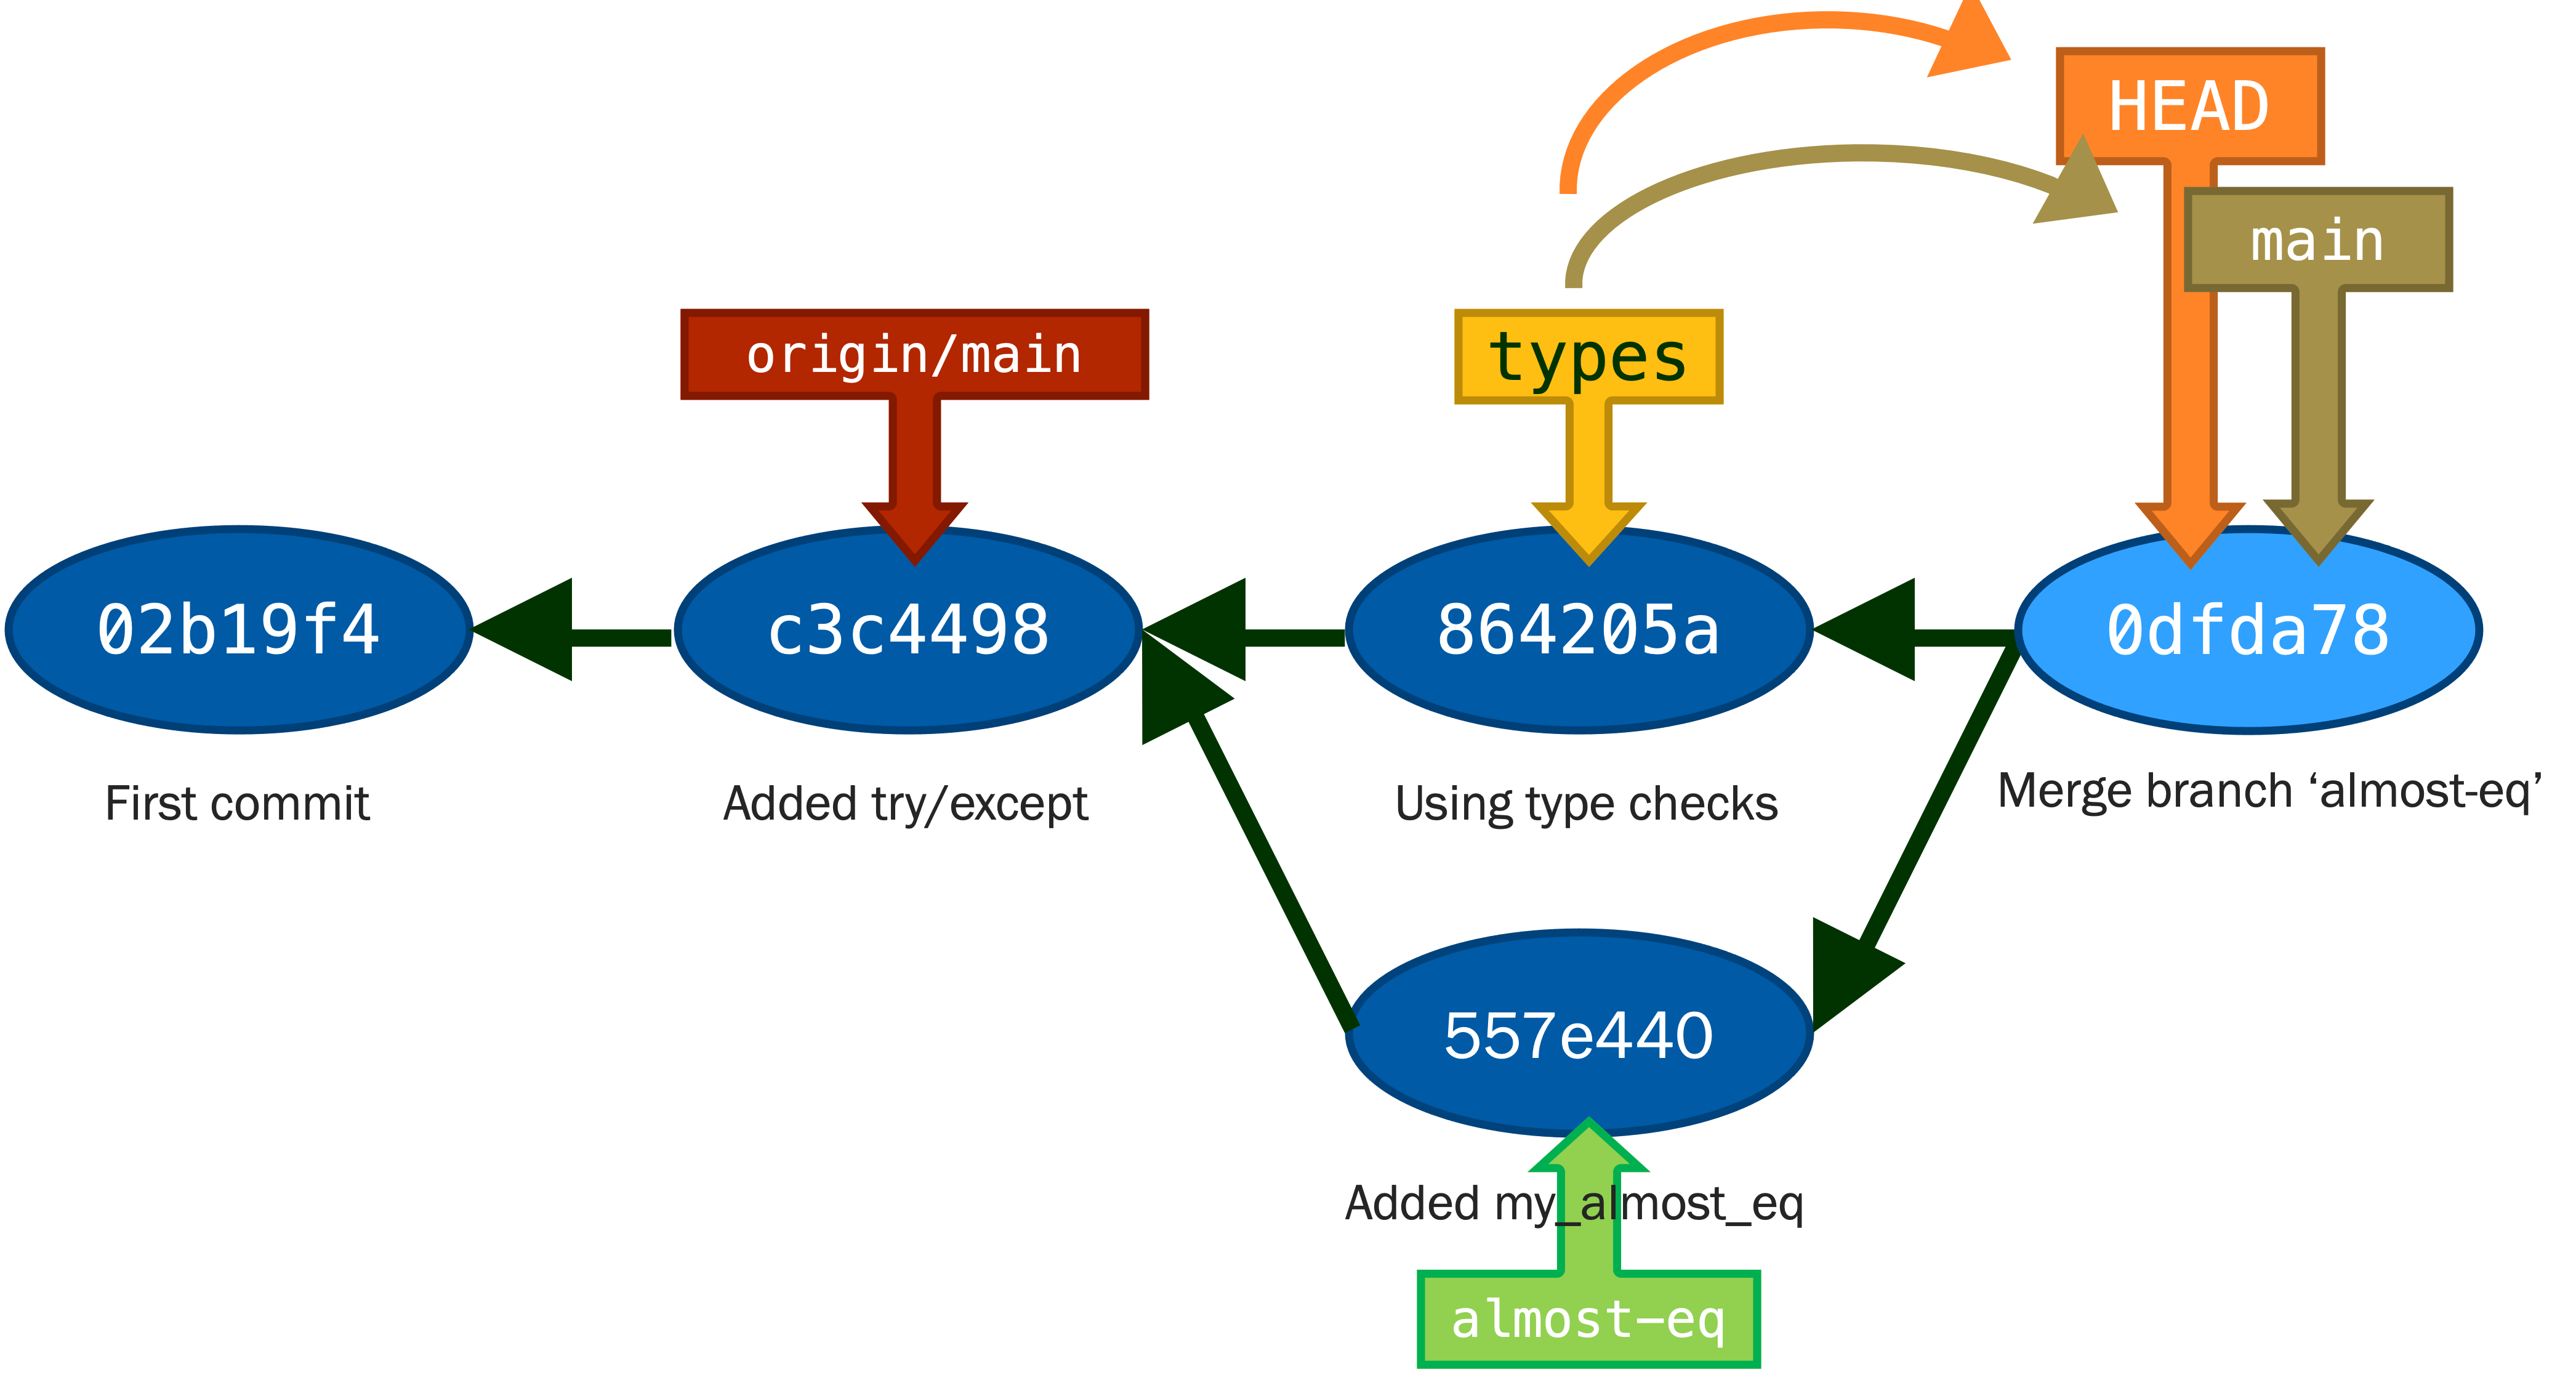 HEAD
main
origin/main
types
02b19f4
c3c4498
864205a
0dfda78
First commit
Added try/except
Using type checks
Merge branch ‘almost-eq’
557e440
Added my_almost_eq
almost-eq